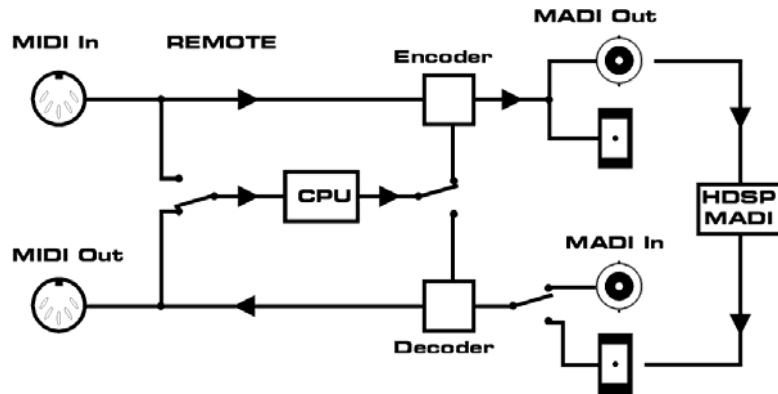 MIDI In
REMOTE
MADI Out
Encoder
CPU
HDSP
MADI
MIDI Out
MADI In
Decoder